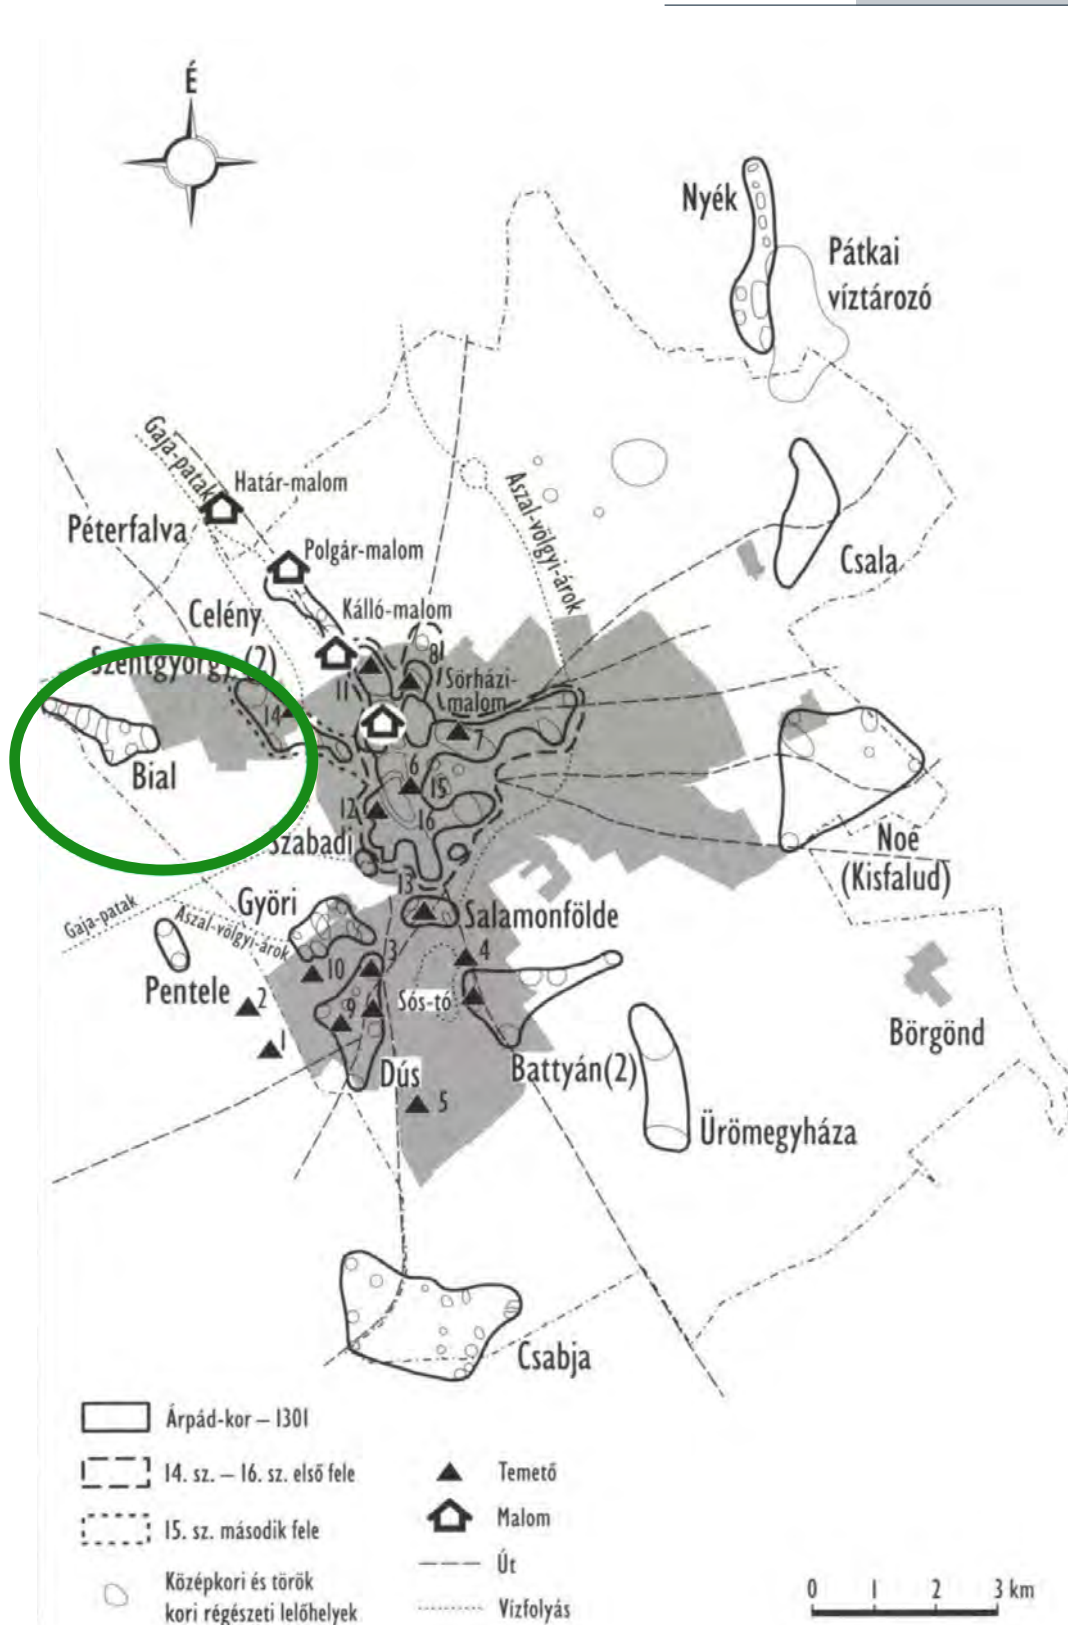 É
Nyék
Pátkai
víztározó
Gaja-patak
Határ-malom
Péterfalva
Polgár-malom
Aszal-völgyi-árok
Csala
Celény
Kálló-malom
Szentgyörgy (2)
8
11
Sörházi-
malom
14
7
Bial
6
15
12
16
Szabadi
Noé
(Kisfalud)
13
Györi
Salamonfölde
Gaja-patak
Aszal-völgyi-árok
3
4
10
Pentele
2
Sós-tó
9
1
Börgönd
Dús
Battyán(2)
5
Ürömegyháza
Csabja
Árpád-kor – 1301
14. sz. – 16. sz. első fele
Temető
15. sz. második fele
Malom
Út
Középkori és török
kori régészeti lelőhelyek
Vízfolyás
0 1 2 3 km